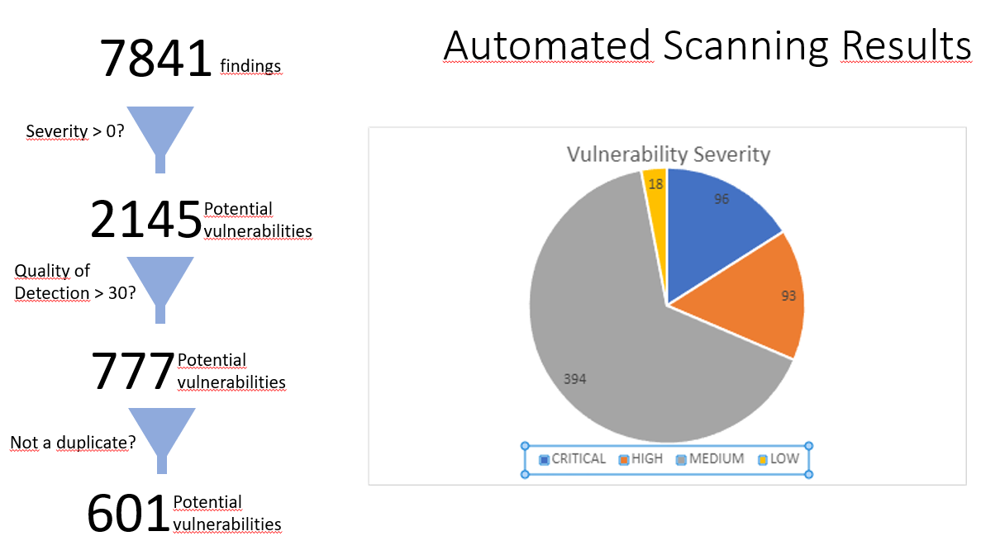 Automated Scanning Results
7841 findings
Severity > 0?
2145 Potential
vulnerabilities
Quality of
Detection > 30?
777 Potential
vulnerabilities
Not a duplicate?
601 Potential
vulnerabilities
Vulnerability Severity
18
96
93
394
CRITICAL HIGH MEDIUM LOW